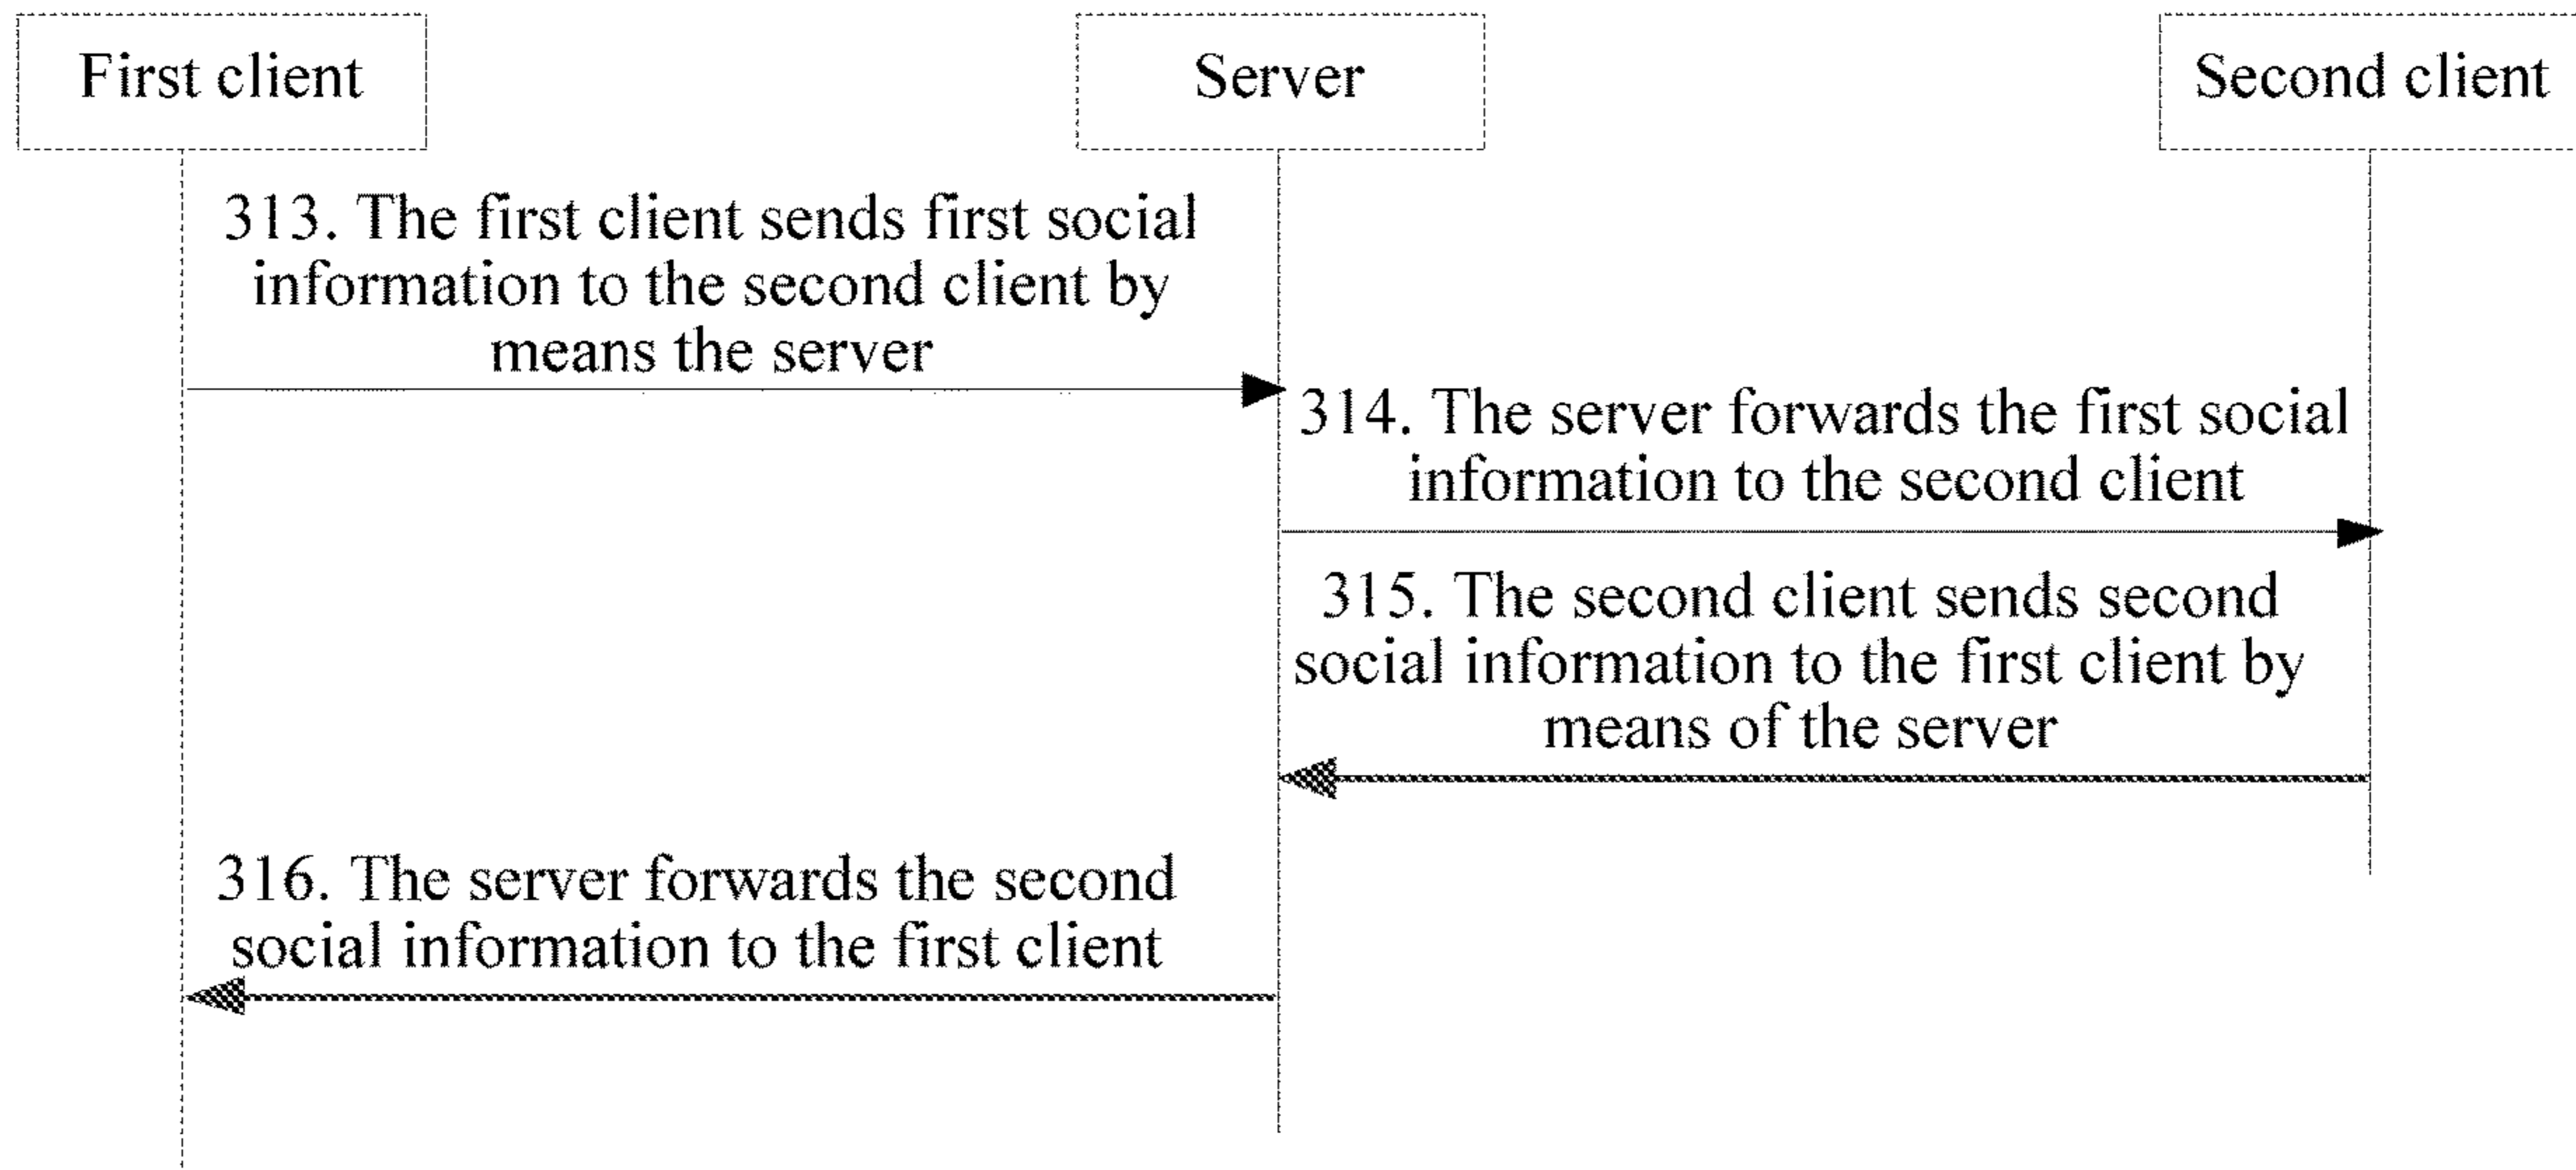 First client
Server
Second client
313. The first client sends first social
information to the second client by
means the server
314. The server forwards the first social
information to the second client
315. The second client sends second
social information to the first client by
means of the server
316. The server forwards the second
social information to the first client